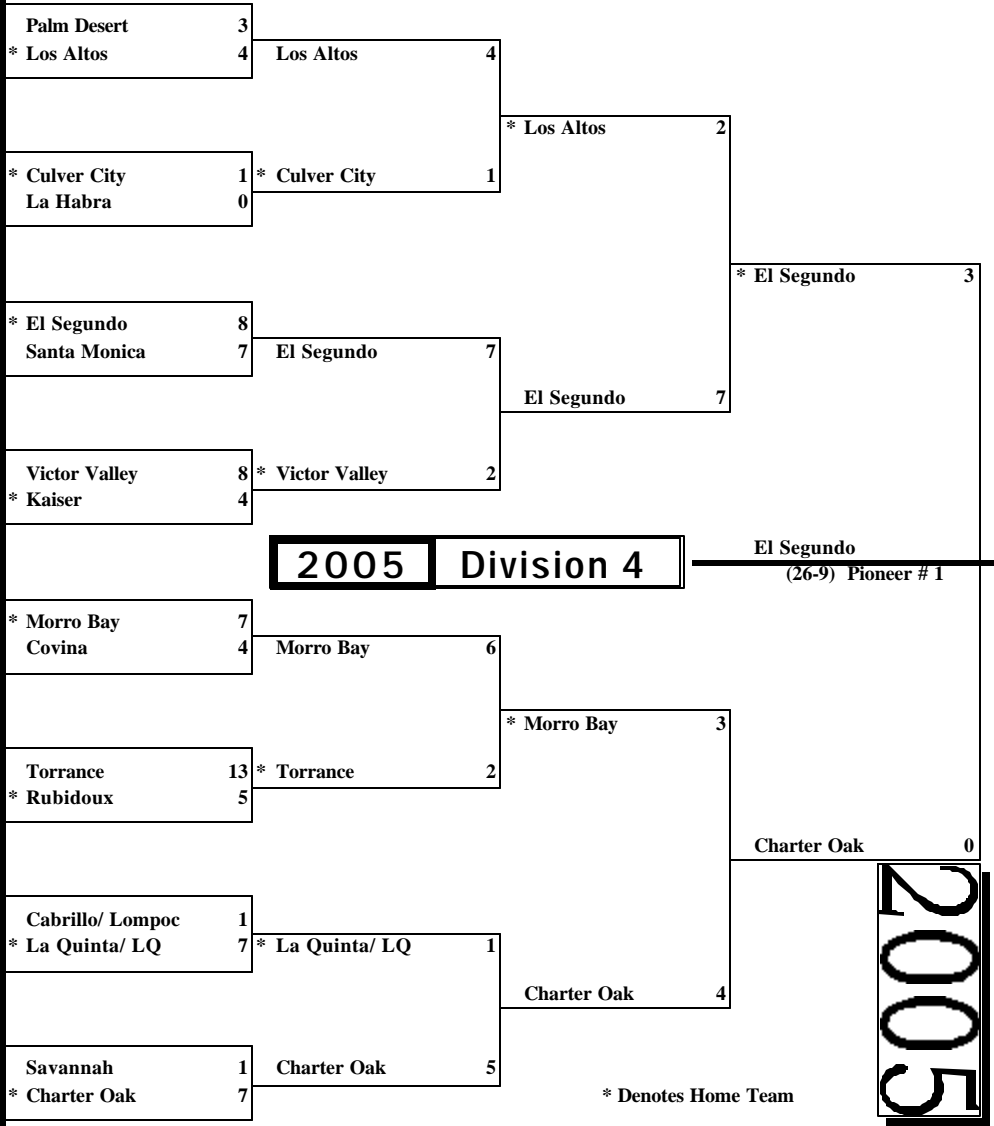 Palm Desert 3
* Los Altos 4
Los Altos 4
* Los Altos 2
* Culver City 1
La Habra 0
* Culver City 1
* El Segundo 3
* El Segundo 8
Santa Monica 7
El Segundo 7
El Segundo 7
Victor Valley 8
* Kaiser 4
* Victor Valley 2
2005 Division 4
El Segundo
(26-9) Pioneer # 1
* Morro Bay 7
Covina 4
Morro Bay 6
* Morro Bay 3
Torrance 13
* Rubidoux 5
* Torrance 2
Charter Oak 0
Cabrillo/ Lompoc 1
* La Quinta/ LQ 7
* La Quinta/ LQ 1
Charter Oak 4
Savannah 1
* Charter Oak 7
Charter Oak 5
* Denotes Home Team
2005